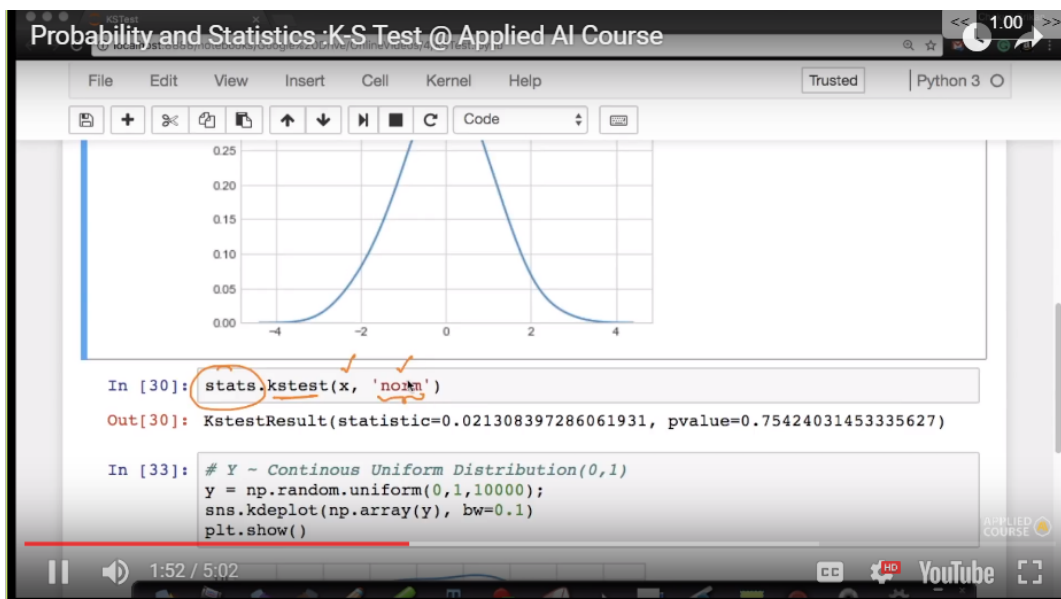 KSTest
Probability and Statistics :K-S Test @ Applied AI Course
<< 1.00 >>
File Edit View Insert Cell Kernel Help Trusted Python 3
Code
0.25
0.20
0.15
0.10
0.05
0.00
-4 -2 0 2 4
In [30]: stats.kstest(x, 'norm')
Out[30]: KstestResult(statistic=0.021308397286061931, pvalue=0.75424031453335627)
In [33]: # Y ~ Continous Uniform Distribution(0,1)
y = np.random.uniform(0,1,10000);
sns.kdeplot(np.array(y), bw=0.1)
plt.show()
APPLIED
COURSE
1:52 / 5:02 CC HD YouTube